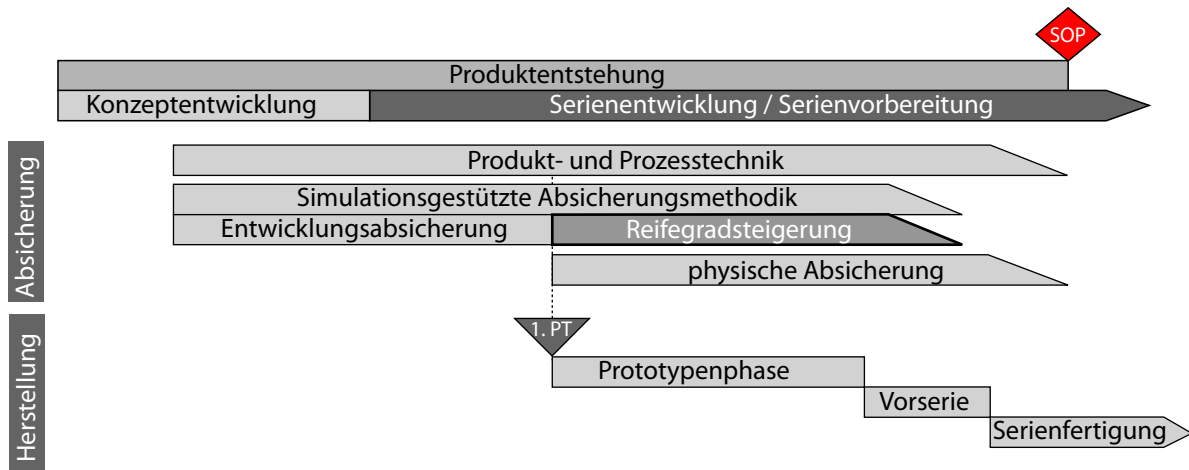 SOP
Produktentstehung
Konzeptentwicklung
Serienentwicklung / Serienvorbereitung
Absicherung
Produkt- und Prozesstechnik
Simulationsgestützte Absicherungsmethodik
Entwicklungsabsicherung
Reifegradsteigerung
physische Absicherung
Herstellung
1. PT
Prototypenphase
Vorserie
Serienfertigung